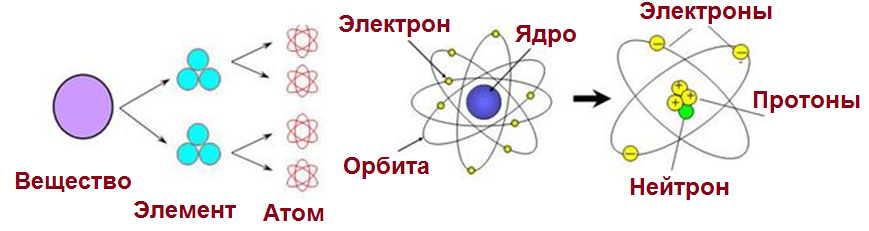 Вещество
Элемент
Атом
Электрон
Ядро
Орбита
Электроны
Протоны
Нейтрон